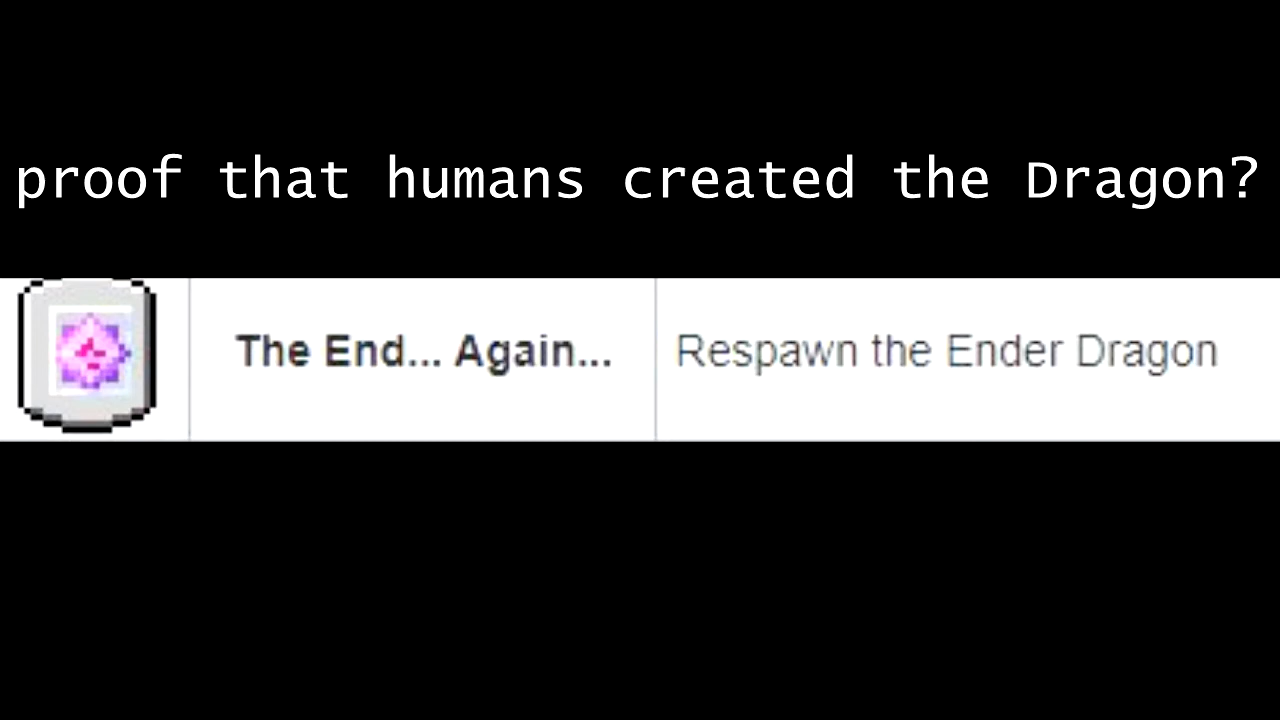 proof that humans created the Dragon?
The End... Again... Respawn the Ender Dragon